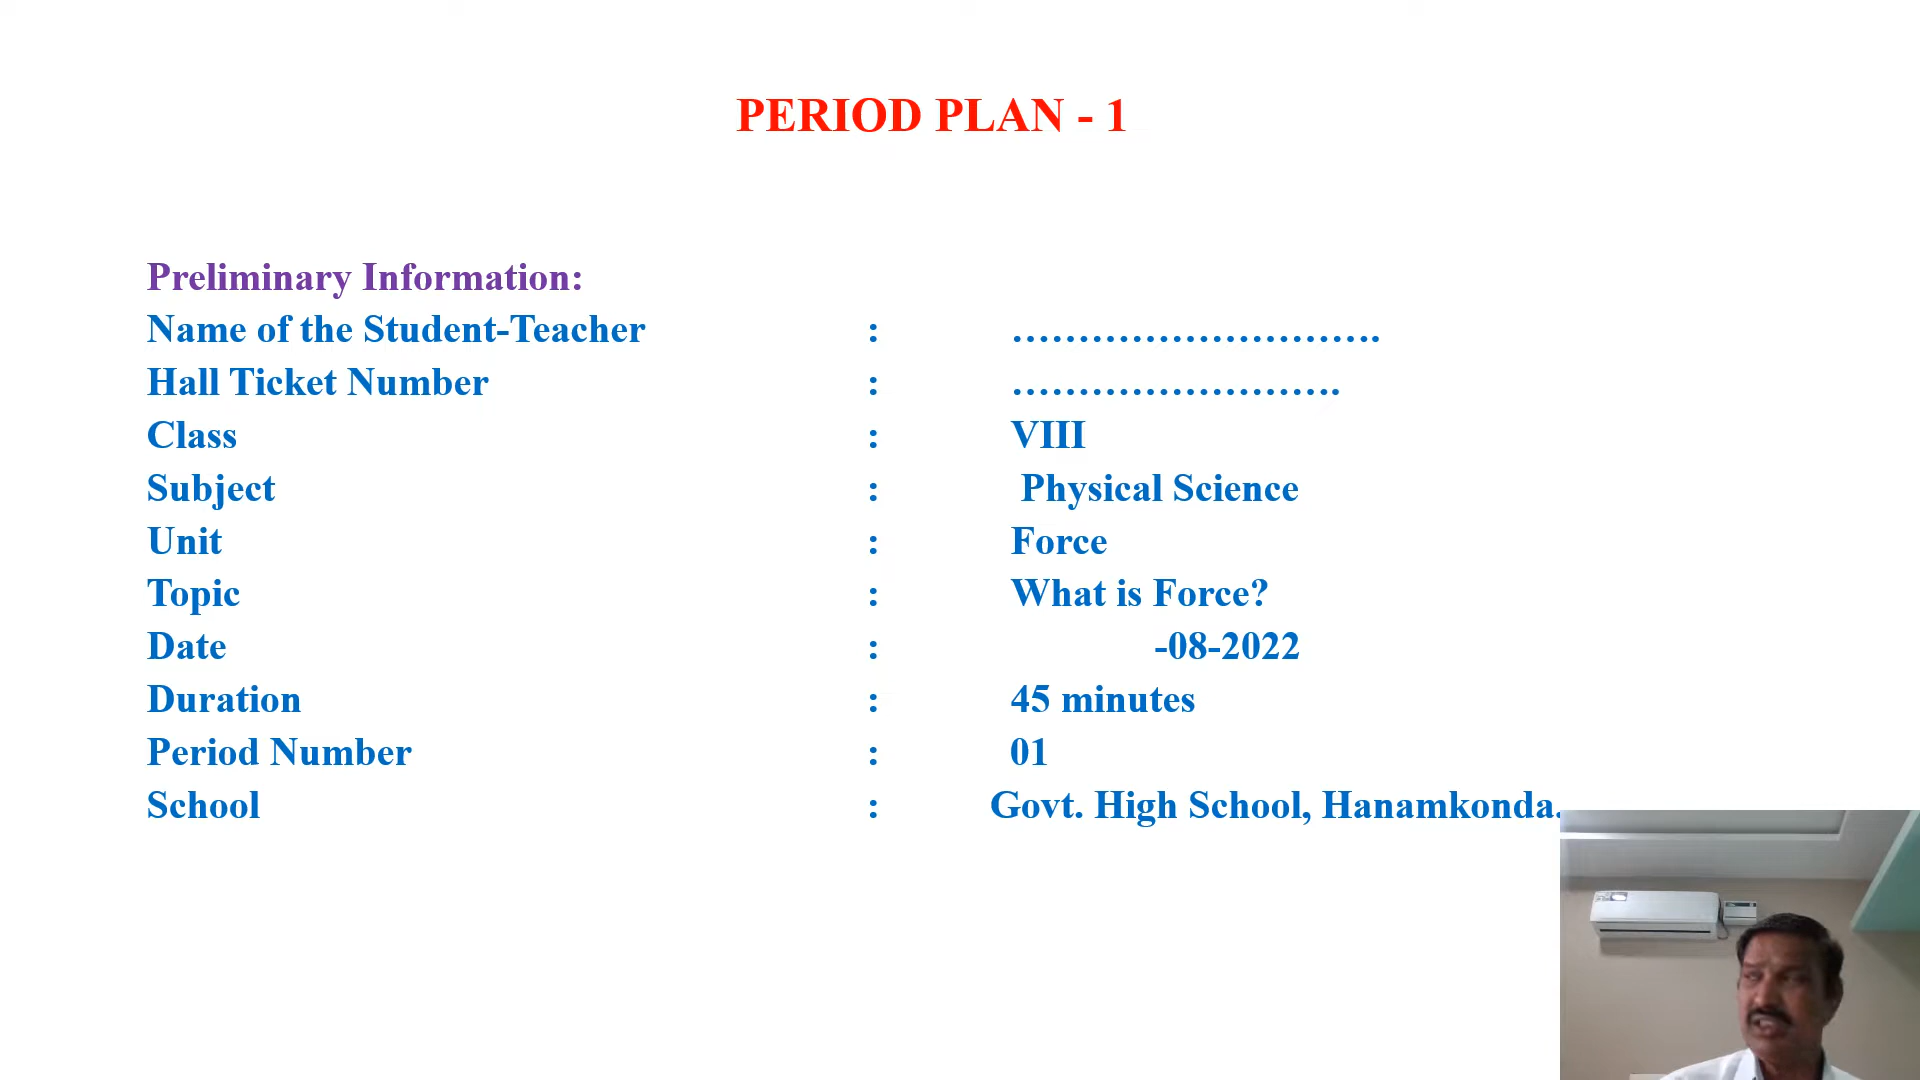 PERIOD PLAN - 1
Preliminary Information:
Name of the Student-Teacher : ………………………….
Hall Ticket Number : …………………….
Class : VIII
Subject : Physical Science
Unit : Force
Topic : What is Force?
Date : -08-2022
Duration : 45 minutes
Period Number : 01
School : Govt. High School, Hanamkonda.